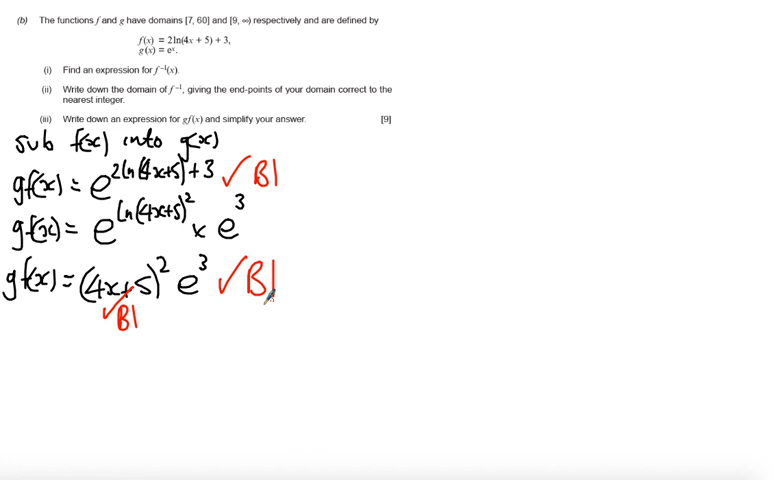 (b) The functions f and g have domains [7, 60] and [9, ∞) respectively and are defined by
f(x) = 2ln(4x + 5) + 3,
g(x) = eˣ.
(i) Find an expression for f⁻¹(x).
(ii) Write down the domain of f⁻¹, giving the end-points of your domain correct to the
nearest integer.
(iii) Write down an expression for gf(x) and simplify your answer. [9]
sub f(x) into g(x)
gf(x) = e^(2ln(4x+5)+3) ✓ B1
gf(x) = e^(ln(4x+5)²) × e³
gf(x) = (4x+5)² e³ ✓ B1
✓ B1